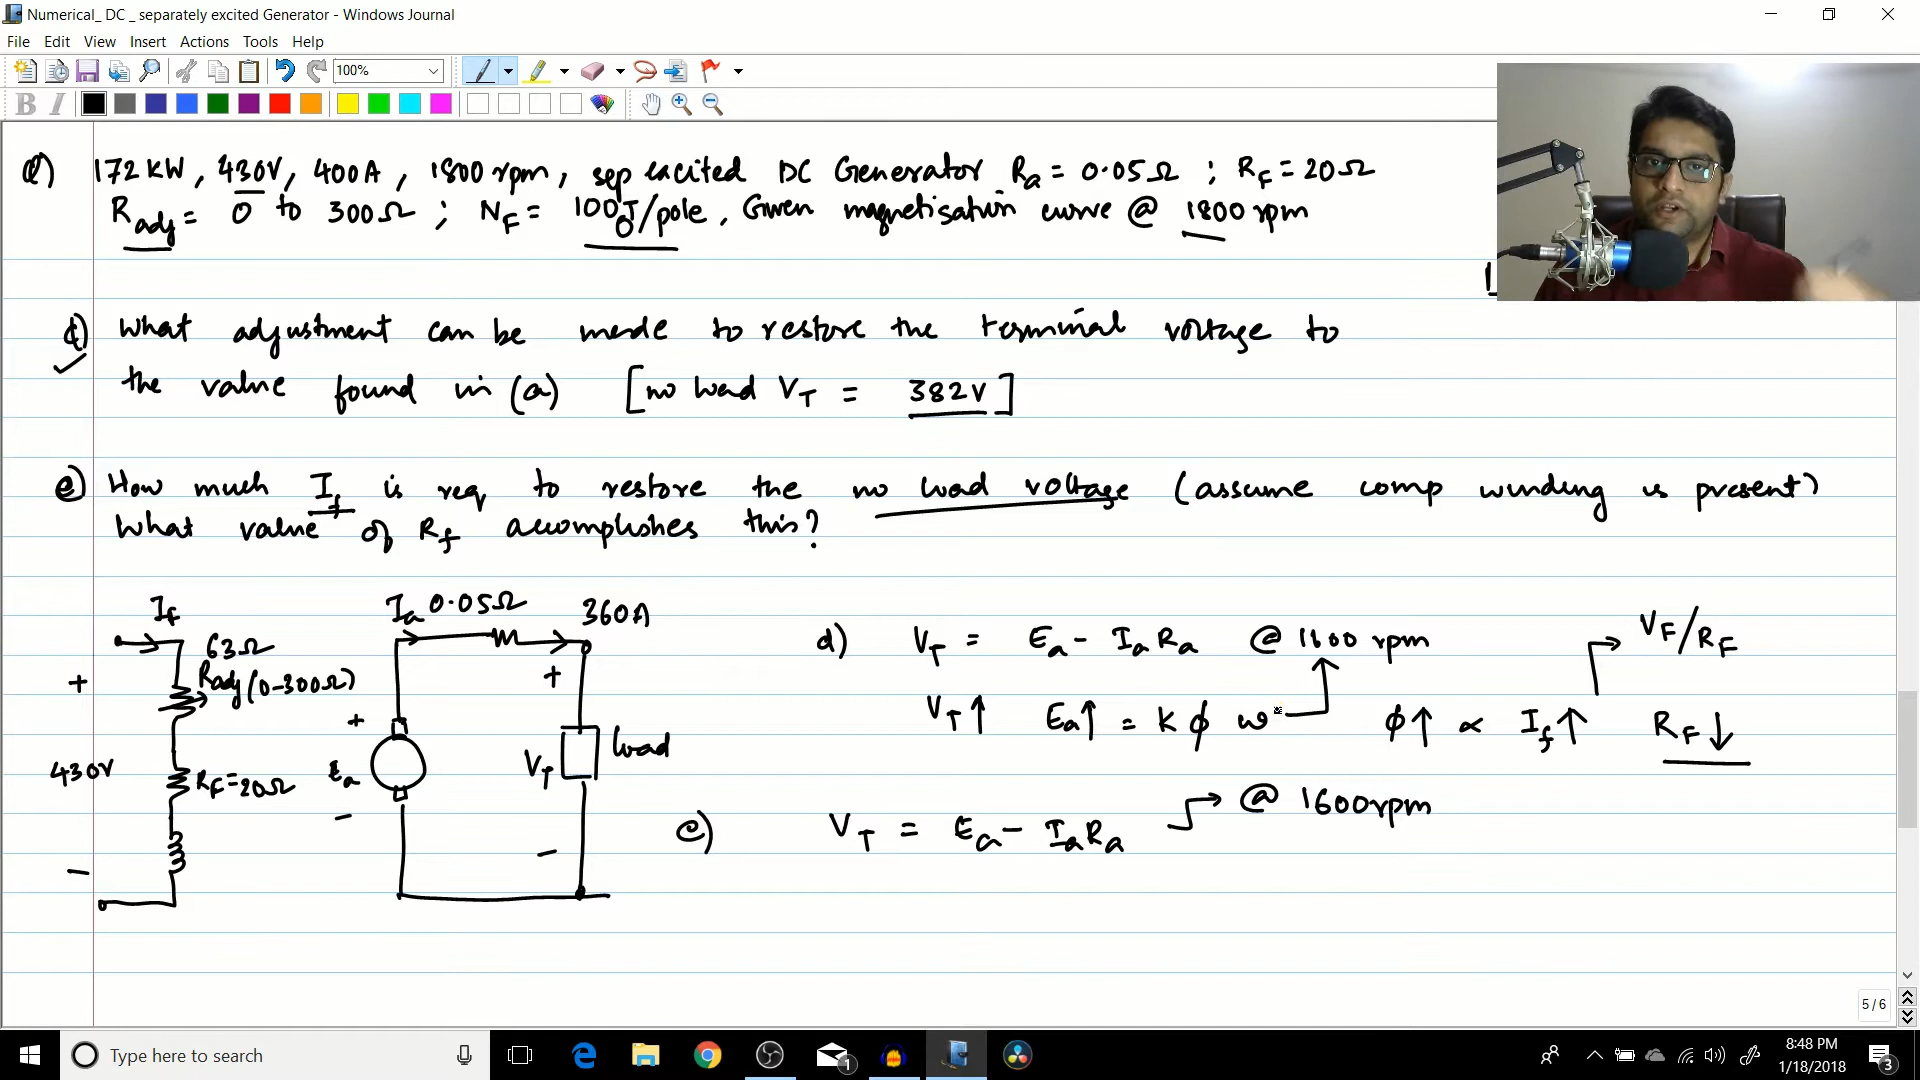 Numerical_ DC _ separately excited Generator - Windows Journal
File Edit View Insert Actions Tools Help
100%
B I
Q) 172 KW, 430V, 400A, 1800 rpm, sep excited DC Generator Ra = 0.05Ω ; RF = 20Ω
Radj = 0 to 300Ω ; NF = 1000T/pole, Given magnetisation curve @ 1800 rpm
d) What adjustment can be made to restore the terminal voltage to
the value found in (a) [no load VT = 382V]
e) How much If is req to restore the no load voltage (assume comp winding is present)
What value of Rf accomplishes this?
If
63Ω
Radj (0-300Ω)
+
430V
RF=20Ω
-
Ia 0.05Ω
360A
+
+
Ea
VT
load
-
-
d) VT = Ea - IaRa @ 1600 rpm
VF/RF
VT↑ Ea↑ = K ϕ ω ϕ↑ ∝ If↑ RF↓
e) VT = Ea - IaRa @ 1600rpm
5 / 6
Type here to search
1
8:48 PM
1/18/2018
3